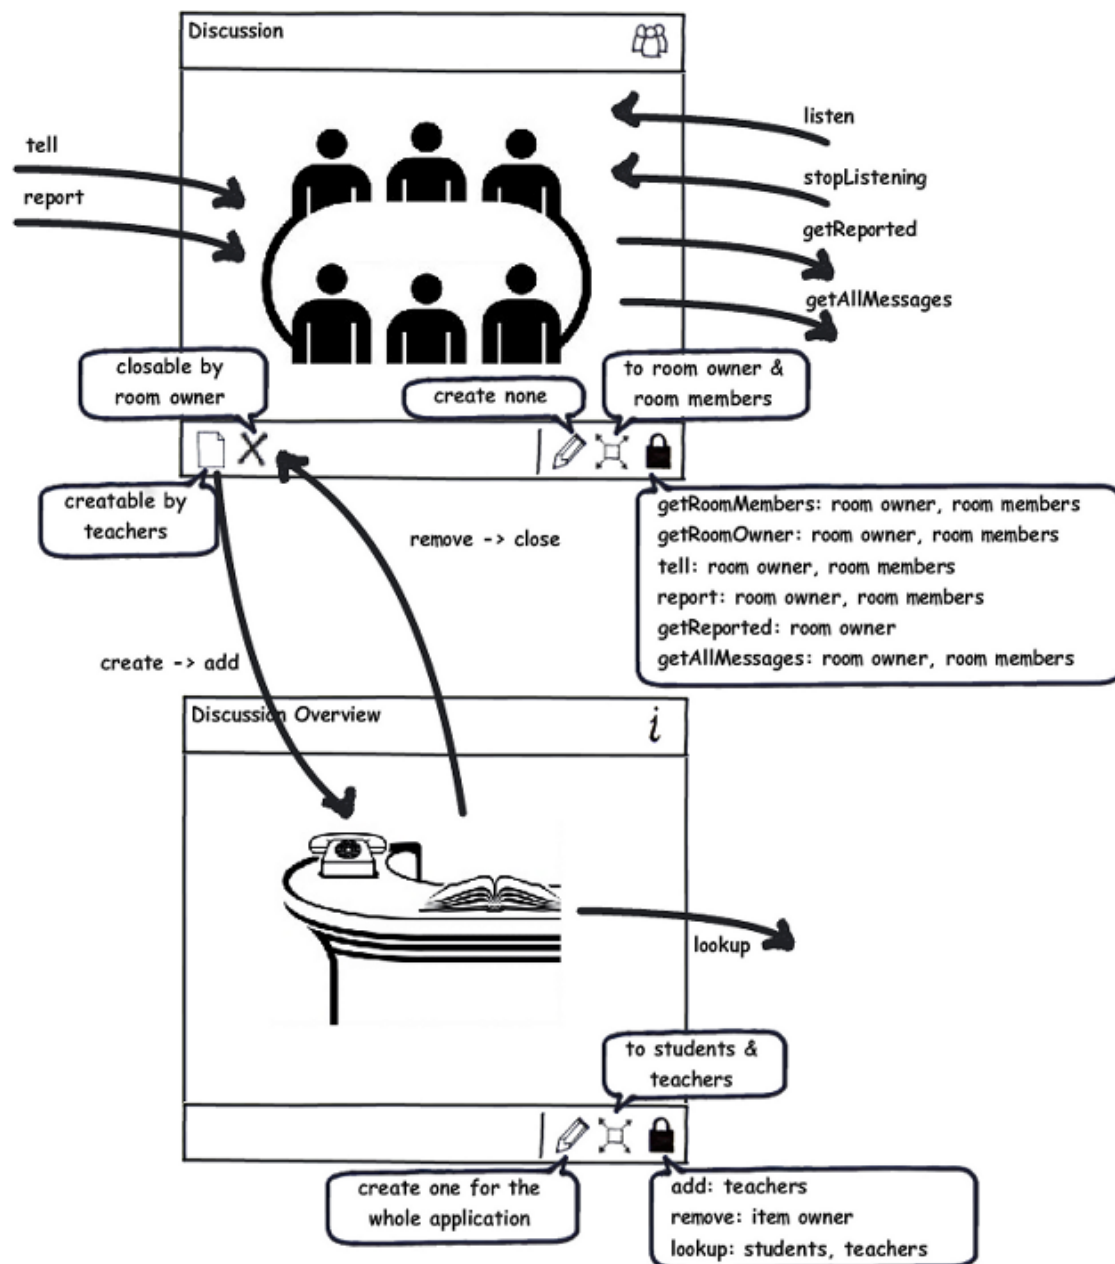 Discussion
listen
tell
stopListening
report
getReported
getAllMessages
closable by
room owner
create none
to room owner &
room members
creatable by
teachers
getRoomMembers: room owner, room members
getRoomOwner: room owner, room members
tell: room owner, room members
report: room owner, room members
getReported: room owner
getAllMessages: room owner, room members
remove -> close
create -> add
Discussion Overview
i
lookup
to students &
teachers
create one for the
whole application
add: teachers
remove: item owner
lookup: students, teachers